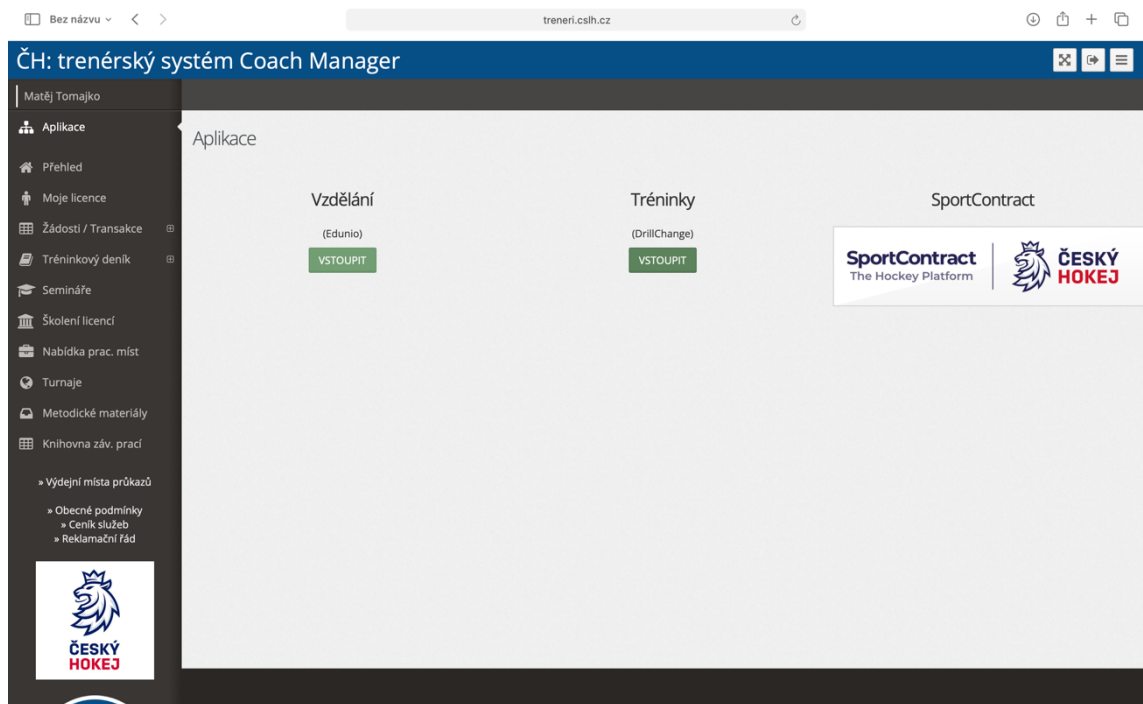 Bez názvu
treneri.cslh.cz
ČH: trenérský systém Coach Manager
Matěj Tomajko
Aplikace
Přehled
Moje licence
Žádosti / Transakce
Tréninkový deník
Semináře
Školení licencí
Nabídka prac. míst
Turnaje
Metodické materiály
Knihovna záv. prací
» Výdejní místa průkazů
» Obecné podmínky
» Ceník služeb
» Reklamační řád
ČESKÝ
HOKEJ
Aplikace
Vzdělání
(Edunio)
VSTOUPIT
Tréninky
(DrillChange)
VSTOUPIT
SportContract
SportContract
The Hockey Platform
ČESKÝ
HOKEJ